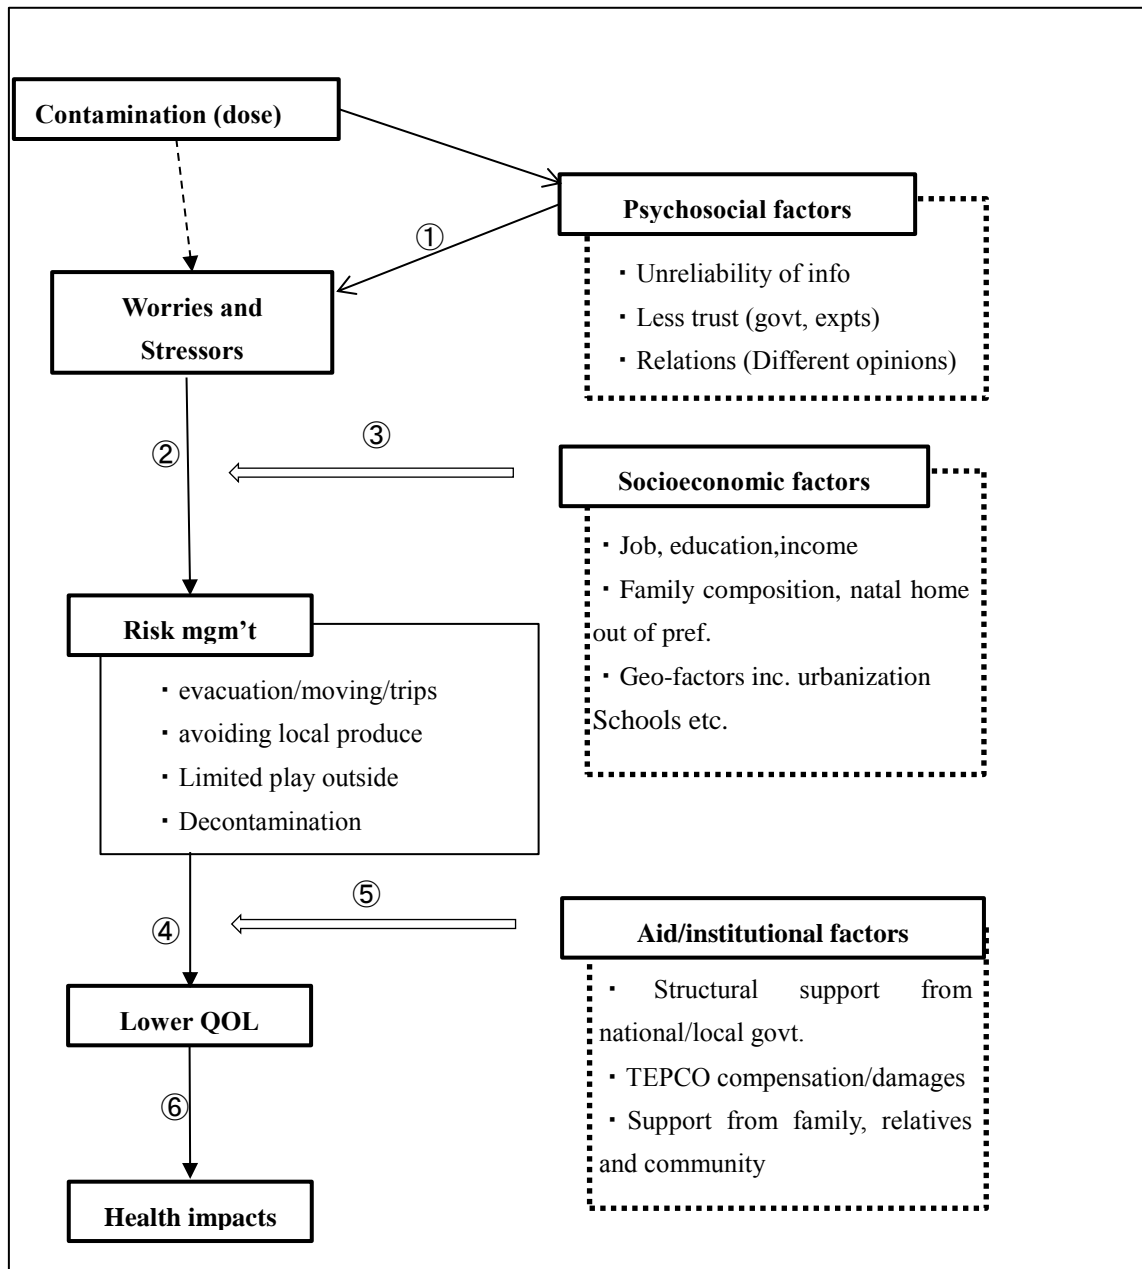 Contamination (dose)
Psychosocial factors
①
・Unreliability of info
・Less trust (govt, expts)
・Relations (Different opinions)
Worries and
Stressors
②
③
Socioeconomic factors
・Job, education,income
・Family composition, natal home
out of pref.
・Geo-factors inc. urbanization
Schools etc.
Risk mgm’t
・evacuation/moving/trips
・avoiding local produce
・Limited play outside
・Decontamination
④
⑤
Aid/institutional factors
・ Structural support from
national/local govt.
・TEPCO compensation/damages
・Support from family, relatives
and community
Lower QOL
⑥
Health impacts